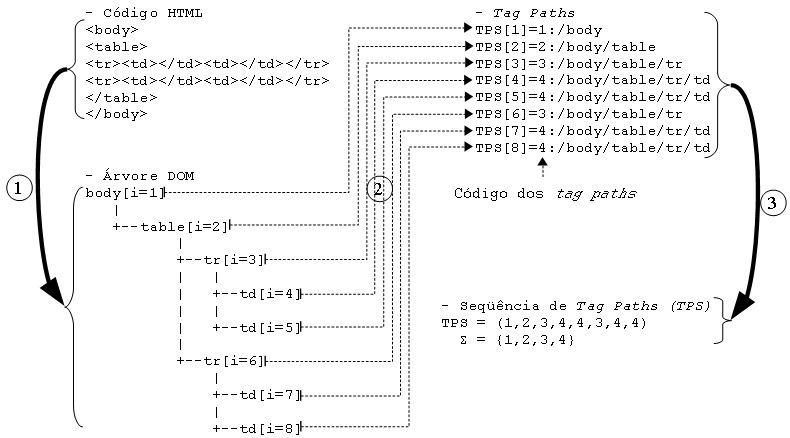 - Código HTML
<body>
<table>
<tr><td></td><td></td></tr>
<tr><td></td><td></td></tr>
</table>
</body>
- Tag Paths
TPS[1]=1:/body
TPS[2]=2:/body/table
TPS[3]=3:/body/table/tr
TPS[4]=4:/body/table/tr/td
TPS[5]=4:/body/table/tr/td
TPS[6]=3:/body/table/tr
TPS[7]=4:/body/table/tr/td
TPS[8]=4:/body/table/tr/td
Código dos tag paths
1
2
3
- Árvore DOM
body[i=1]
|
+--table[i=2]
|
+--tr[i=3]
| |
| +--td[i=4]
| |
| +--td[i=5]
|
+--tr[i=6]
|
+--td[i=7]
|
+--td[i=8]
- Seqüência de Tag Paths (TPS)
TPS = (1,2,3,4,4,3,4,4)
Σ = {1,2,3,4}